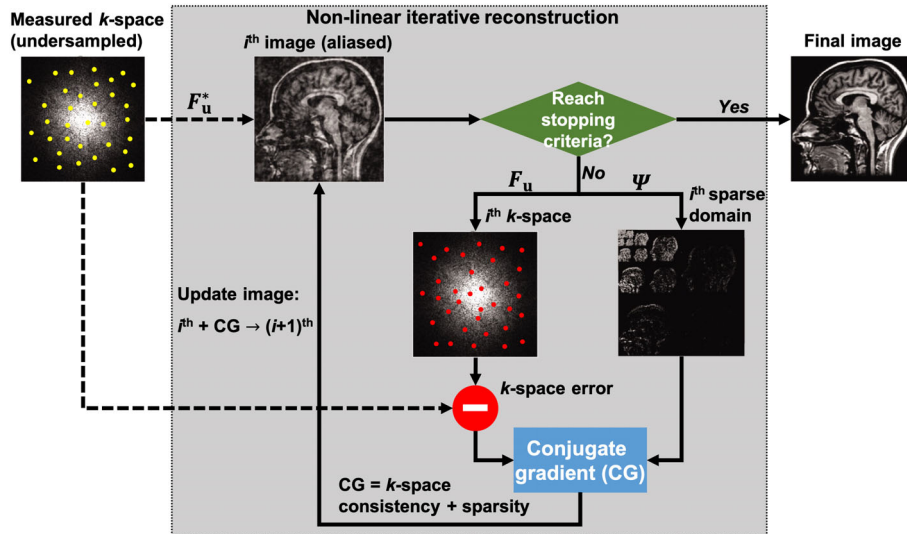 Measured k-space
(undersampled)
Non-linear iterative reconstruction
iᵗʰ image (aliased)
Final image
F*ᵤ
Reach
stopping
criteria?
Yes
No
Fᵤ
Ψ
iᵗʰ k-space
iᵗʰ sparse
domain
Update image:
iᵗʰ + CG → (i+1)ᵗʰ
k-space error
Conjugate
gradient (CG)
CG = k-space
consistency + sparsity